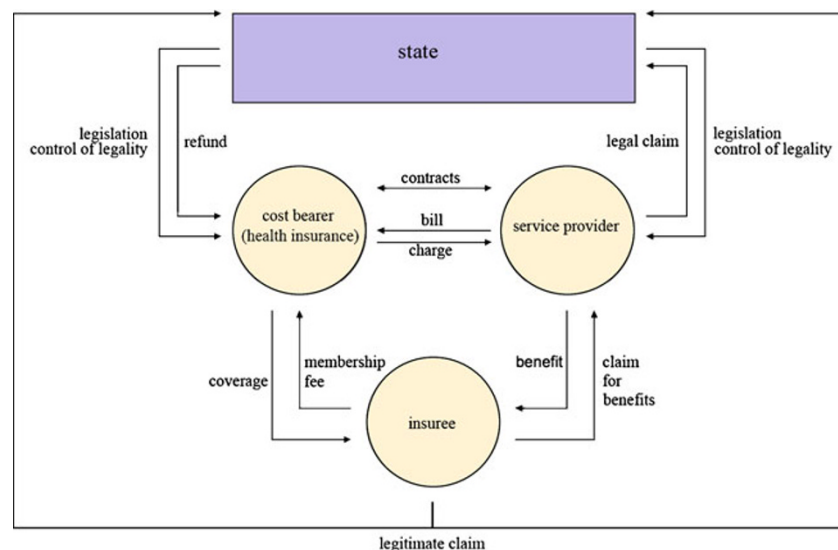 state
legislation
control of legality
refund
legal claim
legislation
control of legality
contracts
cost bearer
(health insurance)
bill
service provider
charge
coverage
membership
fee
benefit
claim
for
benefits
insuree
legitimate claim